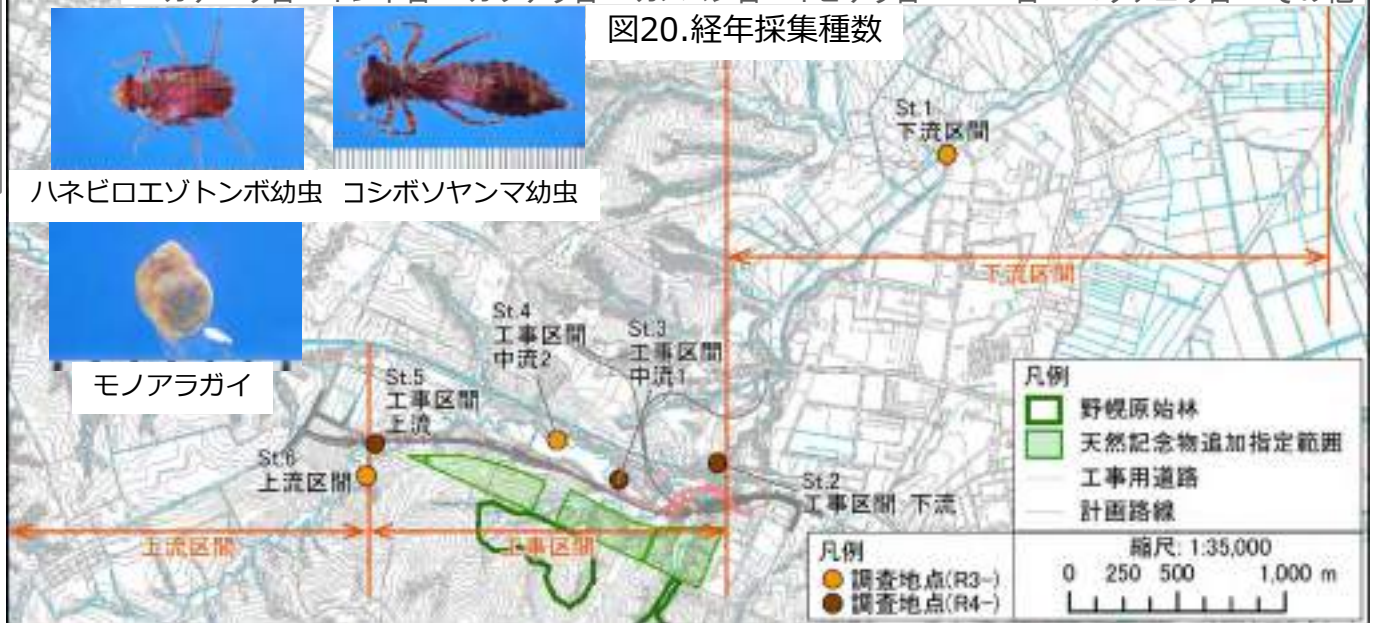 図20.経年採集種数
ハネビロエゾトンボ幼虫
コシボソヤンマ幼虫
モノアラガイ
St.1
下流区間
下流区間
St.4
工事区間
中流2
St.3
工事区間
中流1
St.5
工事区間
上流
St.6
上流区間
St.2
工事区間 下流
上流区間
工事区間
凡例
野幌原始林
天然記念物追加指定範囲
工事用道路
計画路線
凡例
調査地点(R3-)
調査地点(R4-)
縮尺: 1:35,000
0 250 500 1,000 m